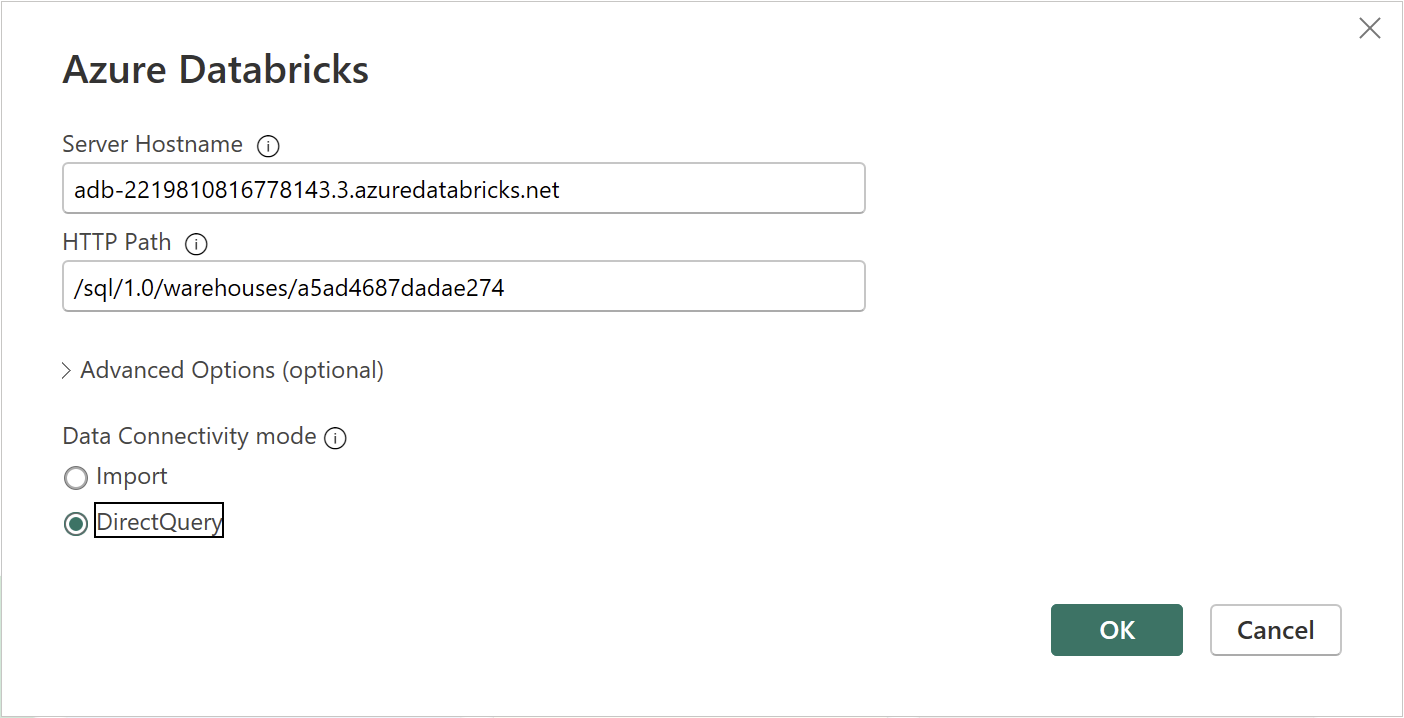 Azure Databricks
Server Hostname
adb-2219810816778143.3.azuredatabricks.net
HTTP Path
/sql/1.0/warehouses/a5ad4687dadae274
Advanced Options (optional)
Data Connectivity mode
Import
DirectQuery
OK Cancel